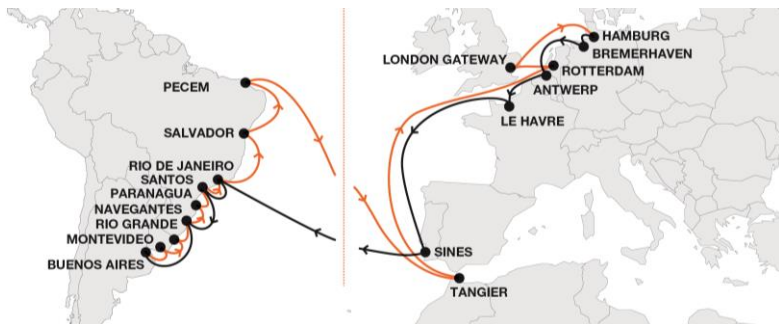 PECEM
SALVADOR
RIO DE JANEIRO
SANTOS
PARANAGUA
NAVEGANTES
RIO GRANDE
MONTEVIDEO
BUENOS AIRES
HAMBURG
BREMERHAVEN
LONDON GATEWAY
ROTTERDAM
ANTWERP
LE HAVRE
SINES
TANGIER